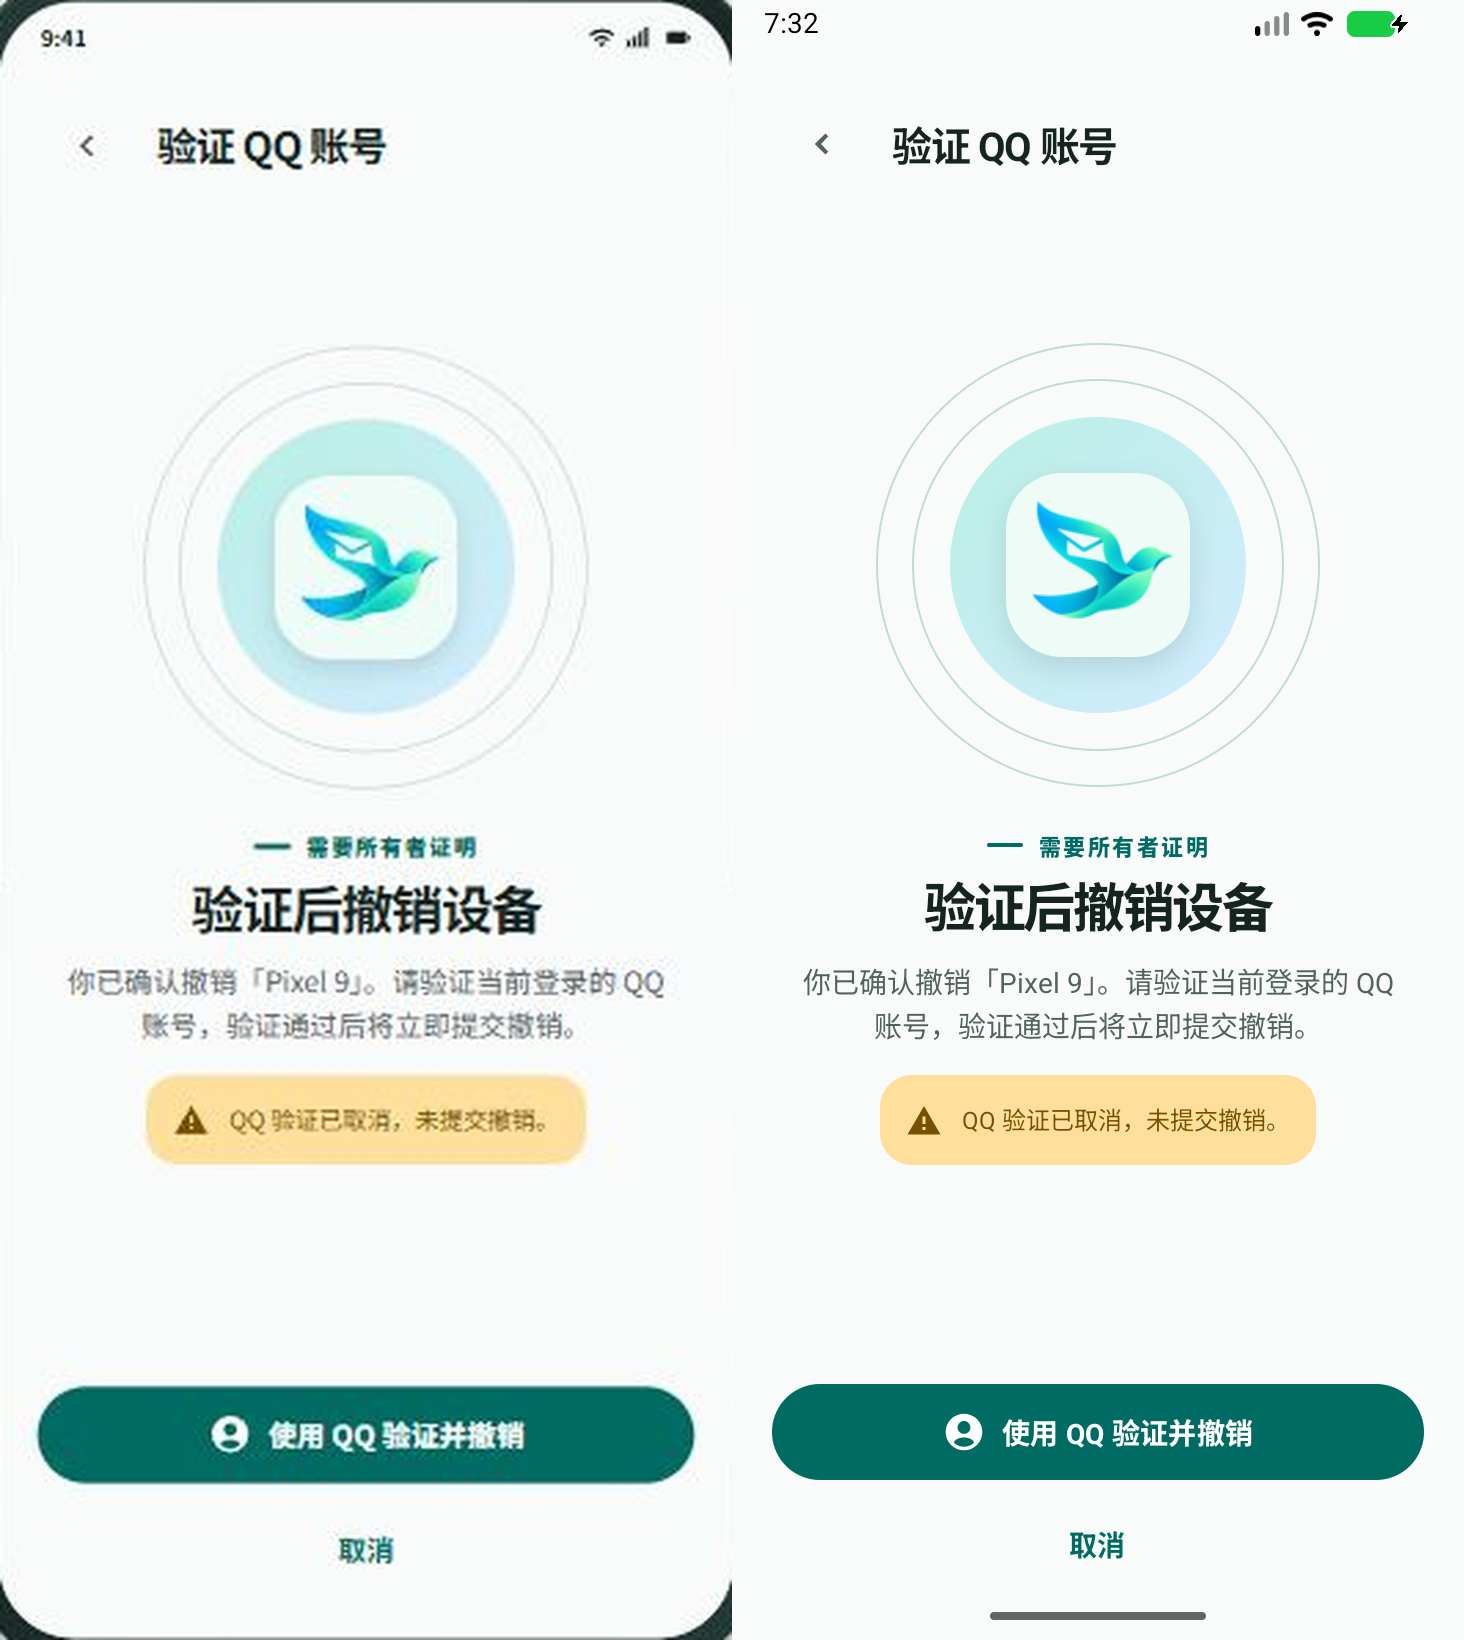 9:41
验证 QQ 账号
需要所有者证明
验证后撤销设备
你已确认撤销「Pixel 9」。请验证当前登录的 QQ
账号，验证通过后将立即提交撤销。
QQ 验证已取消，未提交撤销。
使用 QQ 验证并撤销
取消
7:32
验证 QQ 账号
需要所有者证明
验证后撤销设备
你已确认撤销「Pixel 9」。请验证当前登录的 QQ
账号，验证通过后将立即提交撤销。
QQ 验证已取消，未提交撤销。
使用 QQ 验证并撤销
取消